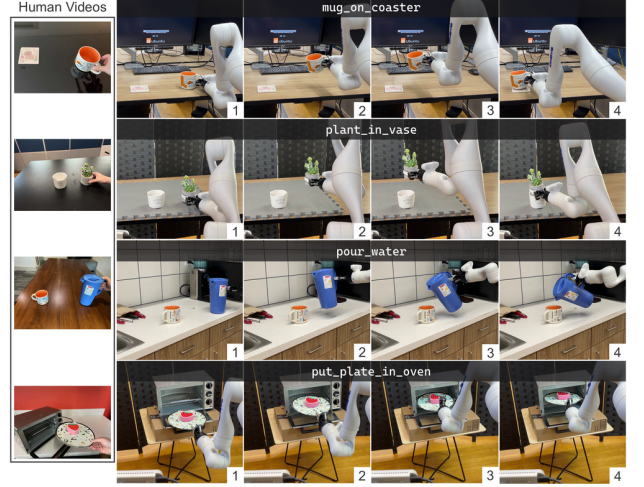 Human Videos
mug_on_coaster
ubuntu
1
2
3
4
plant_in_vase
1
2
3
4
pour_water
1
2
3
4
put_plate_in_oven
1
2
3
4